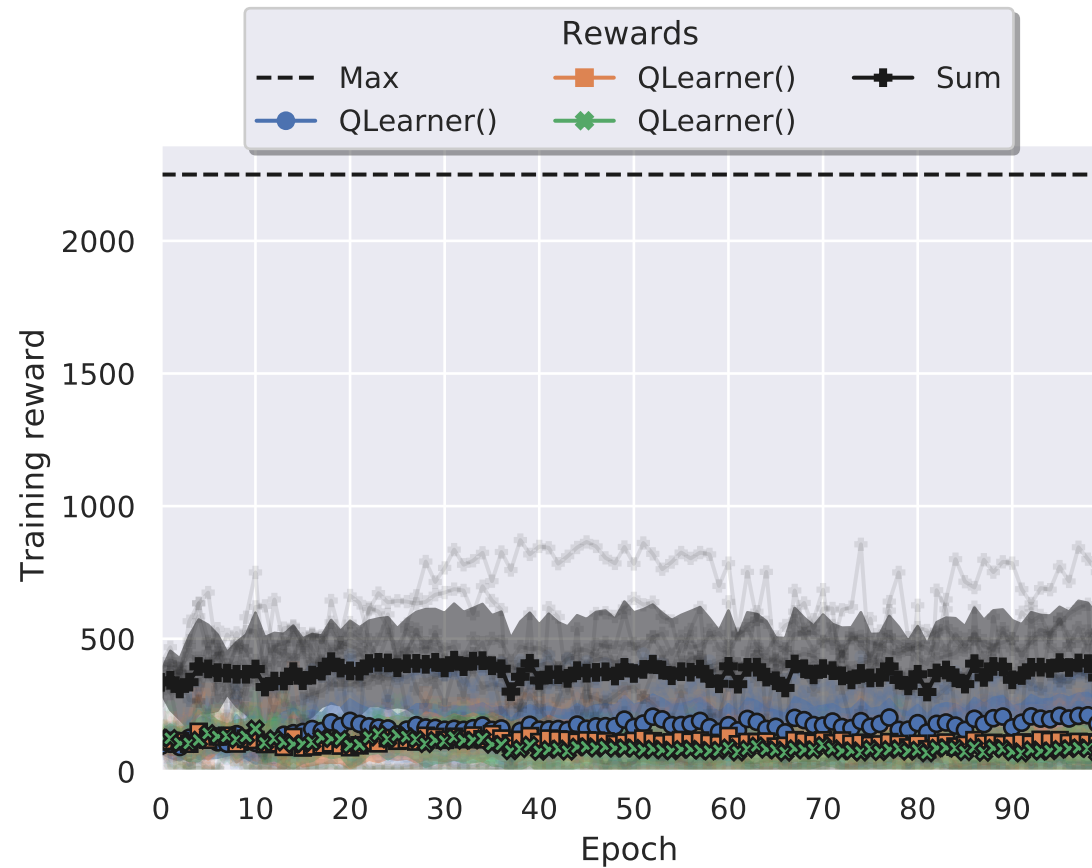 Rewards
Max QLearner() Sum
QLearner() QLearner()
Training reward
2000
1500
1000
500
0
0 10 20 30 40 50 60 70 80 90
Epoch